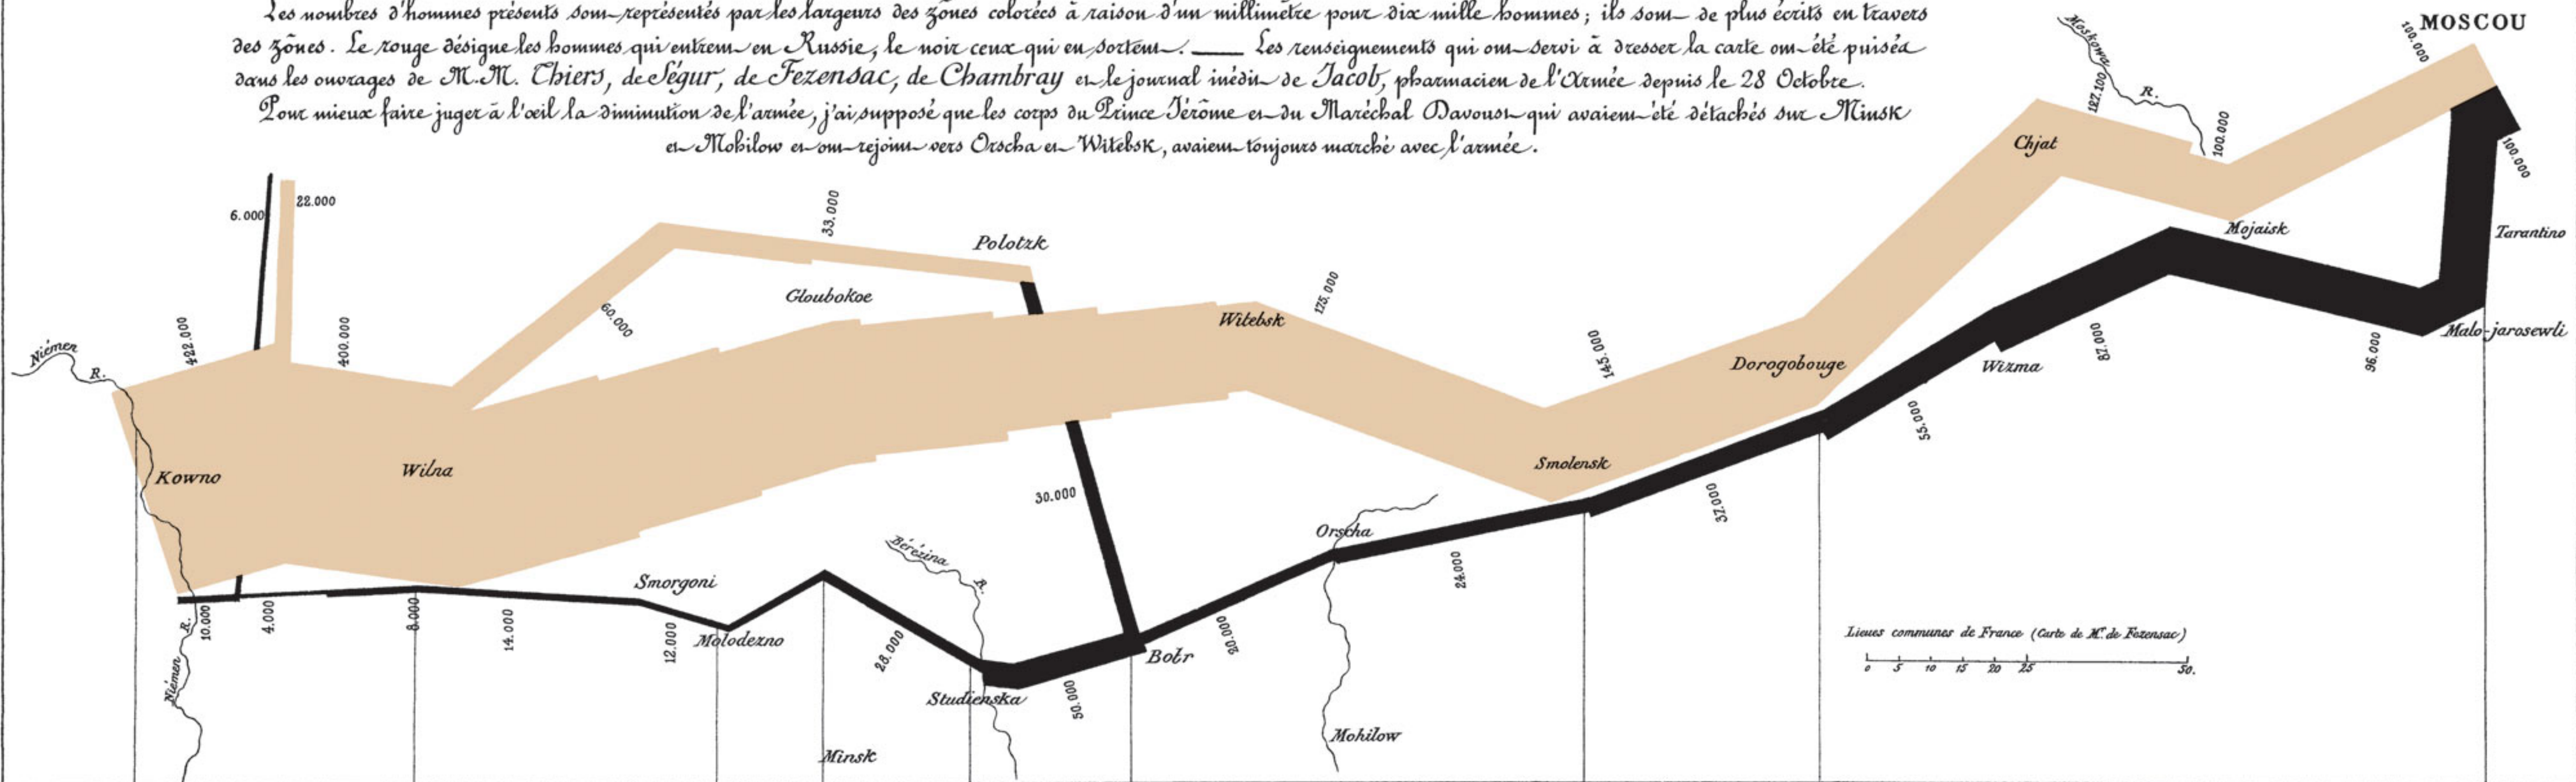 Les nombres d'hommes présents sont représentés par les largeurs des zônes colorées à raison d'un millimètre pour dix mille hommes; ils sont de plus écrits en travers
des zônes. Le rouge désigne les hommes qui entrent en Russie, le noir ceux qui en sortent. ___ Les renseignements qui ont servi à dresser la carte ont été puisés
dans les ouvrages de M.M. Thiers, de Ségur, de Fezensac, de Chambray et le journal inédit de Jacob, pharmacien de l'Armée depuis le 28 Octobre.
Pour mieux faire juger à l'œil la diminution de l'armée, j'ai supposé que les corps du Prince Jérôme et du Maréchal Davoust qui avaient été détachés sur Minsk
et Mohilow et ont rejoint vers Orscha et Witebsk, avaient toujours marché avec l'armée.
MOSCOU
100.000
Moskowa
R.
127.100
100.000
Chjat
100.000
6.000
22.000
33.000
Polotzk
Mojaisk
Tarantino
Gloubokoe
60.000
175.000
Witebsk
422.000
400.000
Niémen
R.
145.000
Dorogobouge
Wizma
87.000
96.000
Malo-jarosewli
55.000
Kowno
Wilna
Smolensk
30.000
37.000
Orscha
Bérézina
R.
24.000
Smorgoni
10.000
4.000
8.000
14.000
12.000
Molodezno
28.000
Studienska
50.000
Botr
20.000
Niémen
R.
Minsk
Mohilow
Lieues communes de France (Carte de M. de Fezensac)
0 5 10 15 20 25 50.